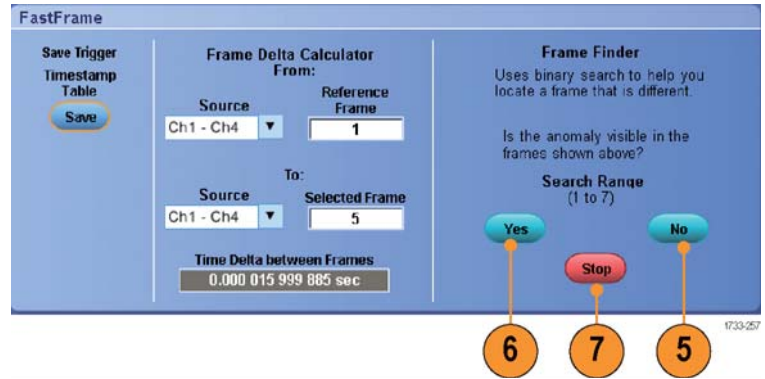 FastFrame
Save Trigger
Timestamp
Table
Save
Frame Delta Calculator
From:
Source
Reference
Frame
Ch1 - Ch4
1
To:
Source
Selected Frame
Ch1 - Ch4
5
Time Delta between Frames
0.000 015 999 885 sec
Frame Finder
Uses binary search to help you
locate a frame that is different.
Is the anomaly visible in the
frames shown above?
Search Range
(1 to 7)
Yes
No
Stop
6
7
5
1733-257